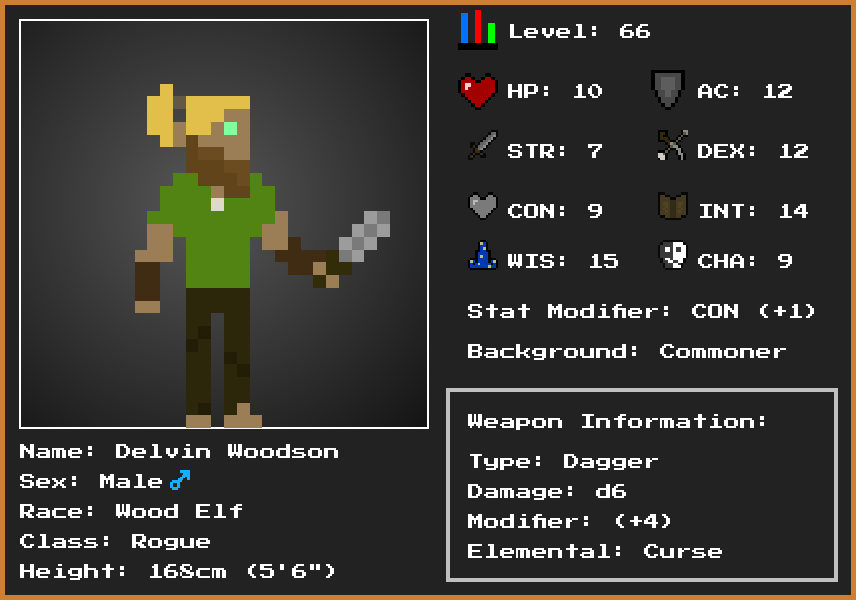 Level: 66
HP: 10 AC: 12
STR: 7 DEX: 12
CON: 9 INT: 14
WIS: 15 CHA: 9
Stat Modifier: CON (+1)
Background: Commoner
Weapon Information:
Type: Dagger
Damage: d6
Modifier: (+4)
Elemental: Curse
Name: Delvin Woodson
Sex: Male♂
Race: Wood Elf
Class: Rogue
Height: 168cm (5'6")